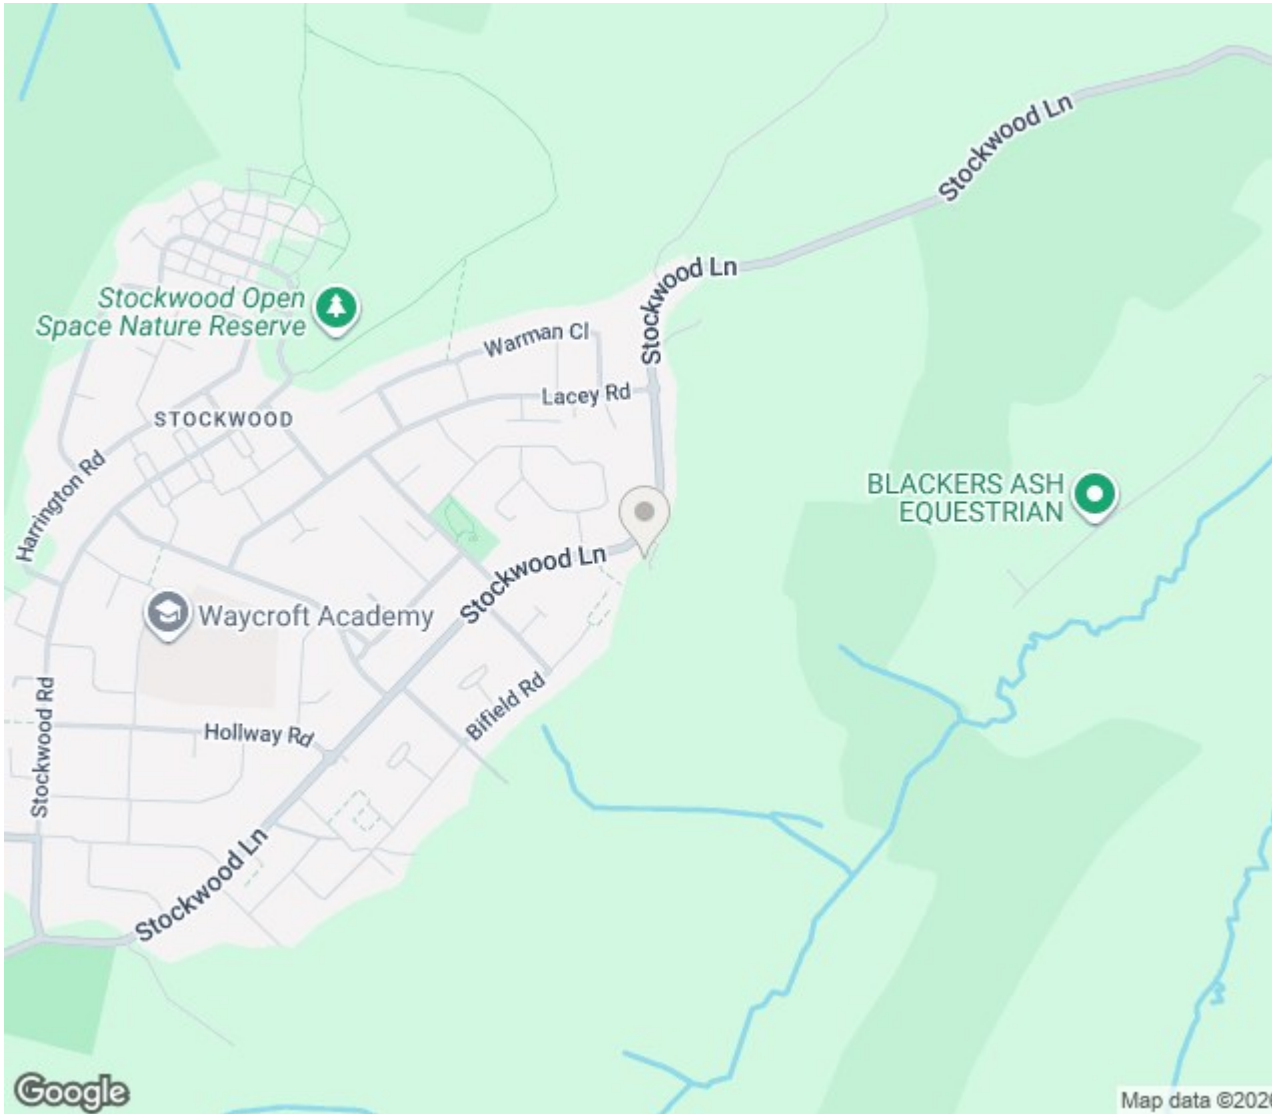 Stockwood Ln
Stockwood Ln
Stockwood Open
Space Nature Reserve
Warman Cl
Lacey Rd
STOCKWOOD
Harrington Rd
BLACKERS ASH
EQUESTRIAN
Stockwood Ln
Waycroft Academy
Bifield Rd
Stockwood Rd
Hollway Rd
Stockwood Ln
Google
Map data ©2026